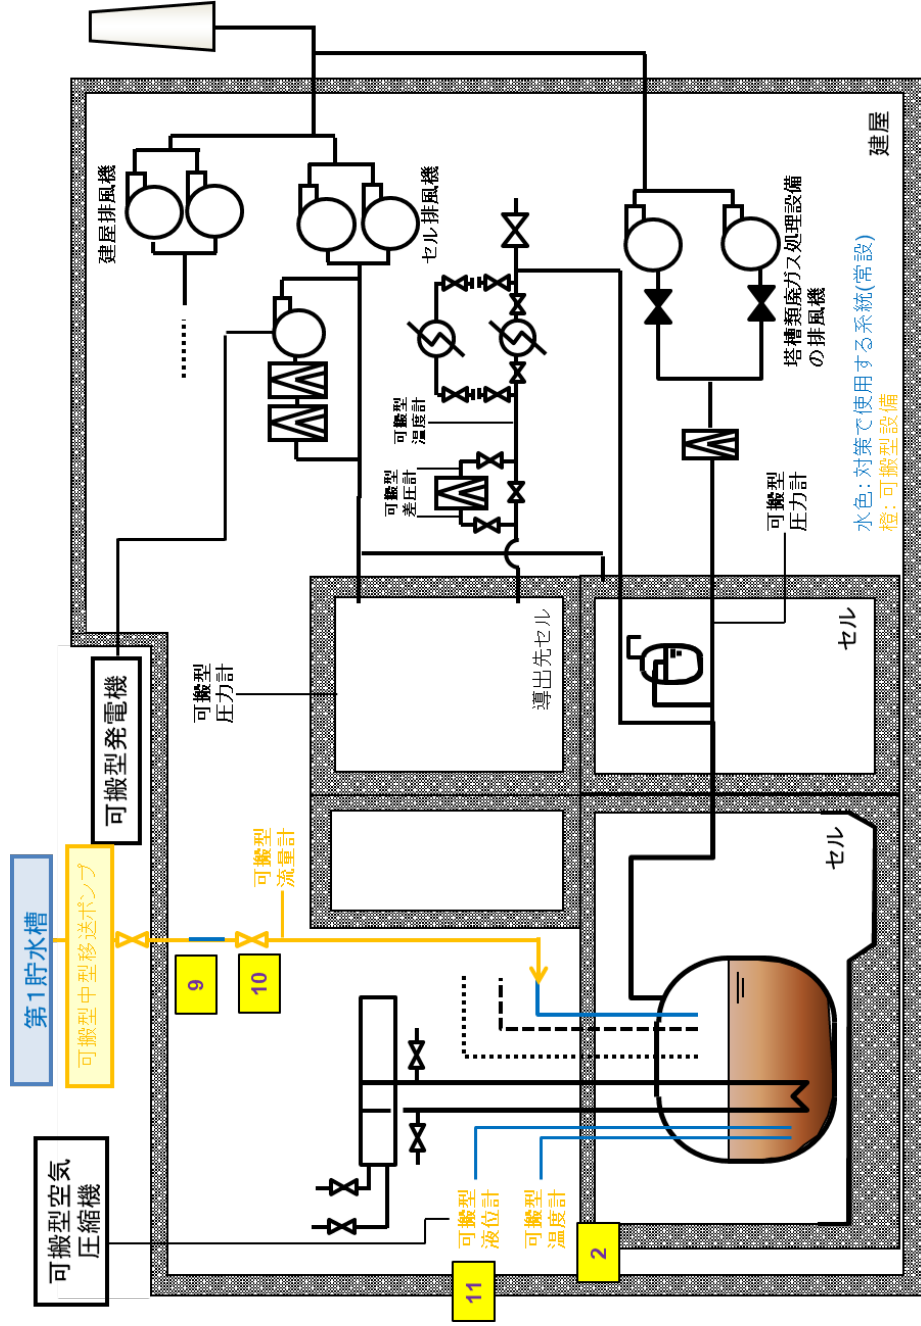 可搬型空気
圧縮機
第１貯水槽
可搬型中型移送ポンプ
可搬型発電機
建屋排風機
セル排風機
可搬型
圧力計
可搬型
流量計
9
10
11
2
可搬型
液位計
可搬型
温度計
可搬型
差圧計
可搬型
温度計
導出先セル
セル
セル
可搬型
圧力計
塔槽類廃ガス処理設備
の排風機
建屋
水色：対策で使用する系統(常設)
橙：可搬型設備